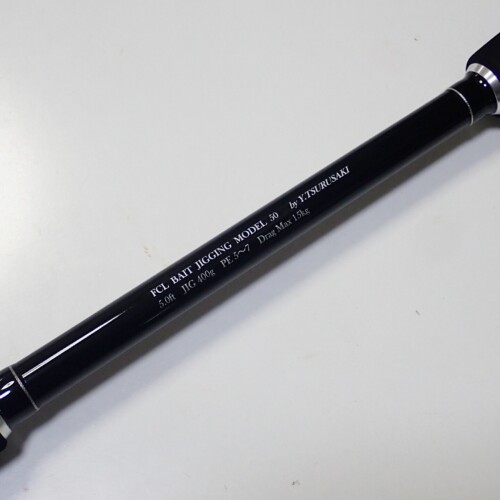 FCL BAIT JIGGING MODEL 50 by Y.TSURUSAKI
5.0ft JIG 400g PE 5〜7 Drag Max 15kg